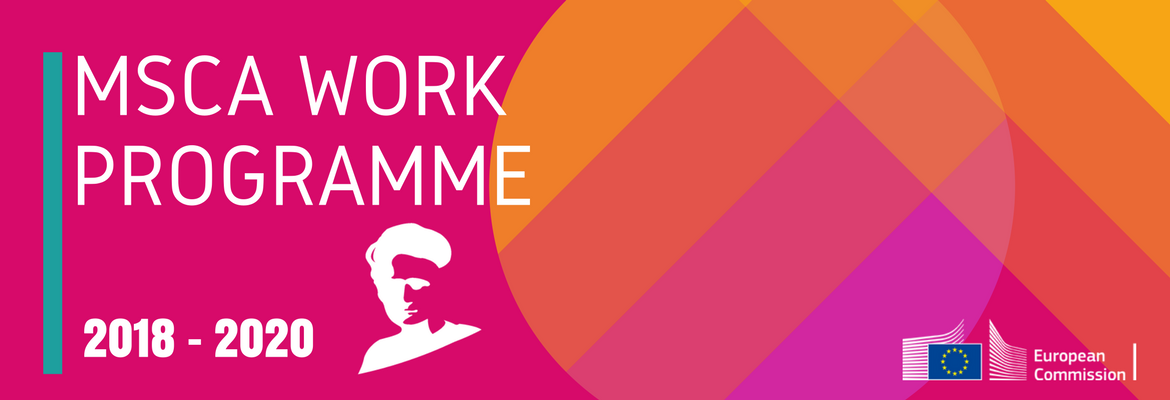 MSCA WORK
PROGRAMME
2018 - 2020
European
Commission